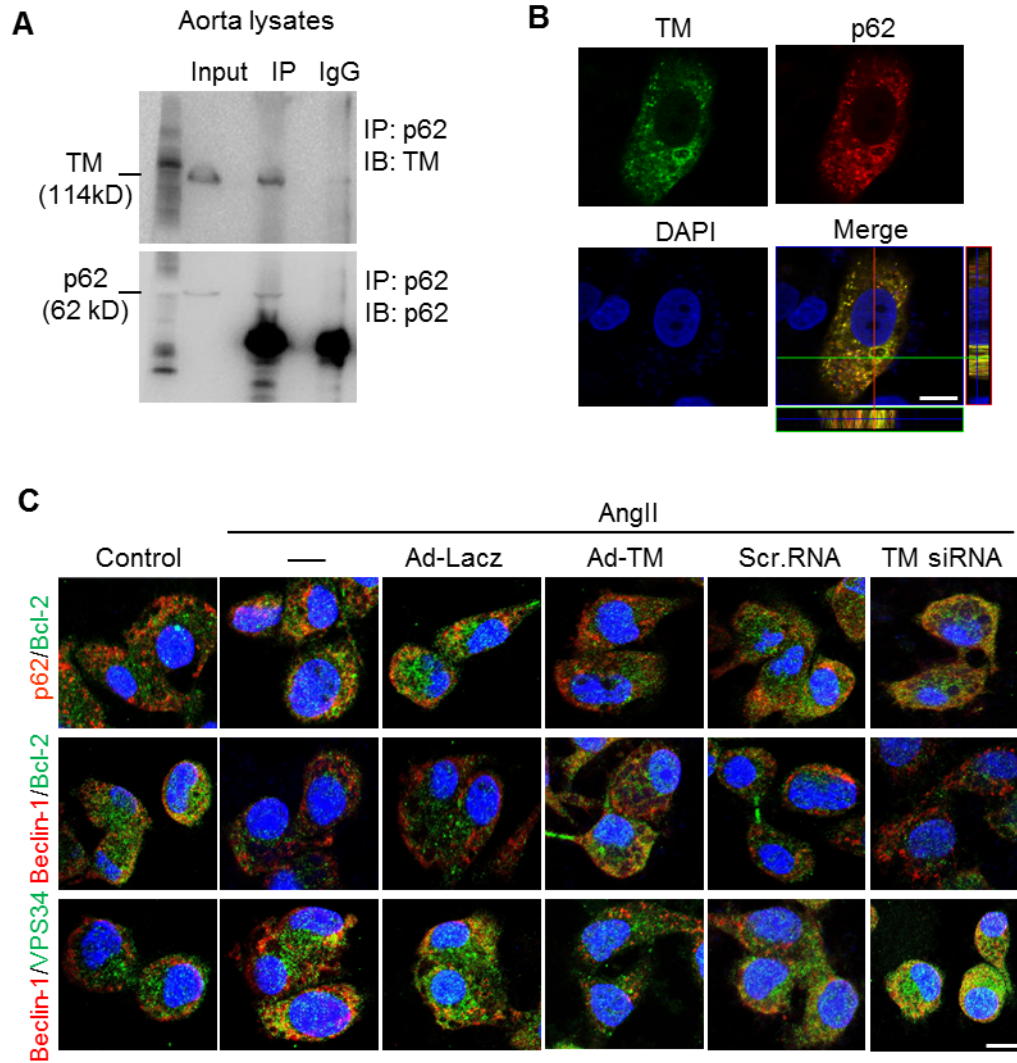 A
Aorta lysates
Input IP IgG
TM
(114kD)
IP: p62
IB: TM
p62
(62 kD)
IP: p62
IB: p62
B
TM p62
DAPI Merge
C
AngII
Control — Ad-Lacz Ad-TM Scr.RNA TM siRNA
p62/Bcl-2
Beclin-1/Bcl-2
Beclin-1/VPS34